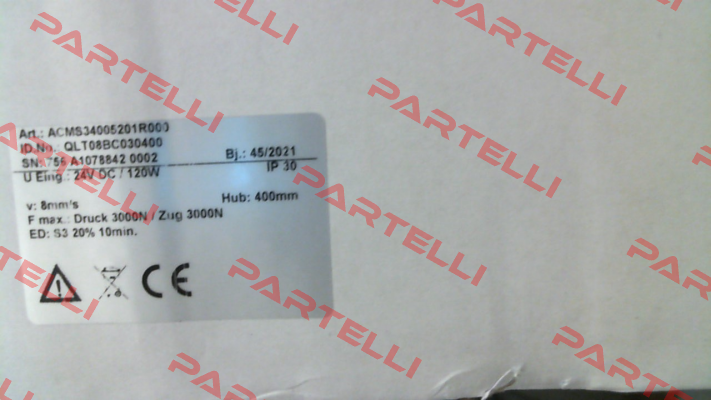 Art.: ACMS34005201R000
ID.No.: QLT08BC030400
SN: 756 A1078842 0002 Bj.: 45/2021
U Eing.: 24V DC / 120W IP 30
v: 8mm/s Hub: 400mm
F max.: Druck 3000N / Zug 3000N
ED: S3 20% 10min.
CE
PARTELLI
PARTELLI
PARTELLI
PARTELLI
PARTELLI
PARTELLI
PARTELLI
PARTELLI
PARTELLI